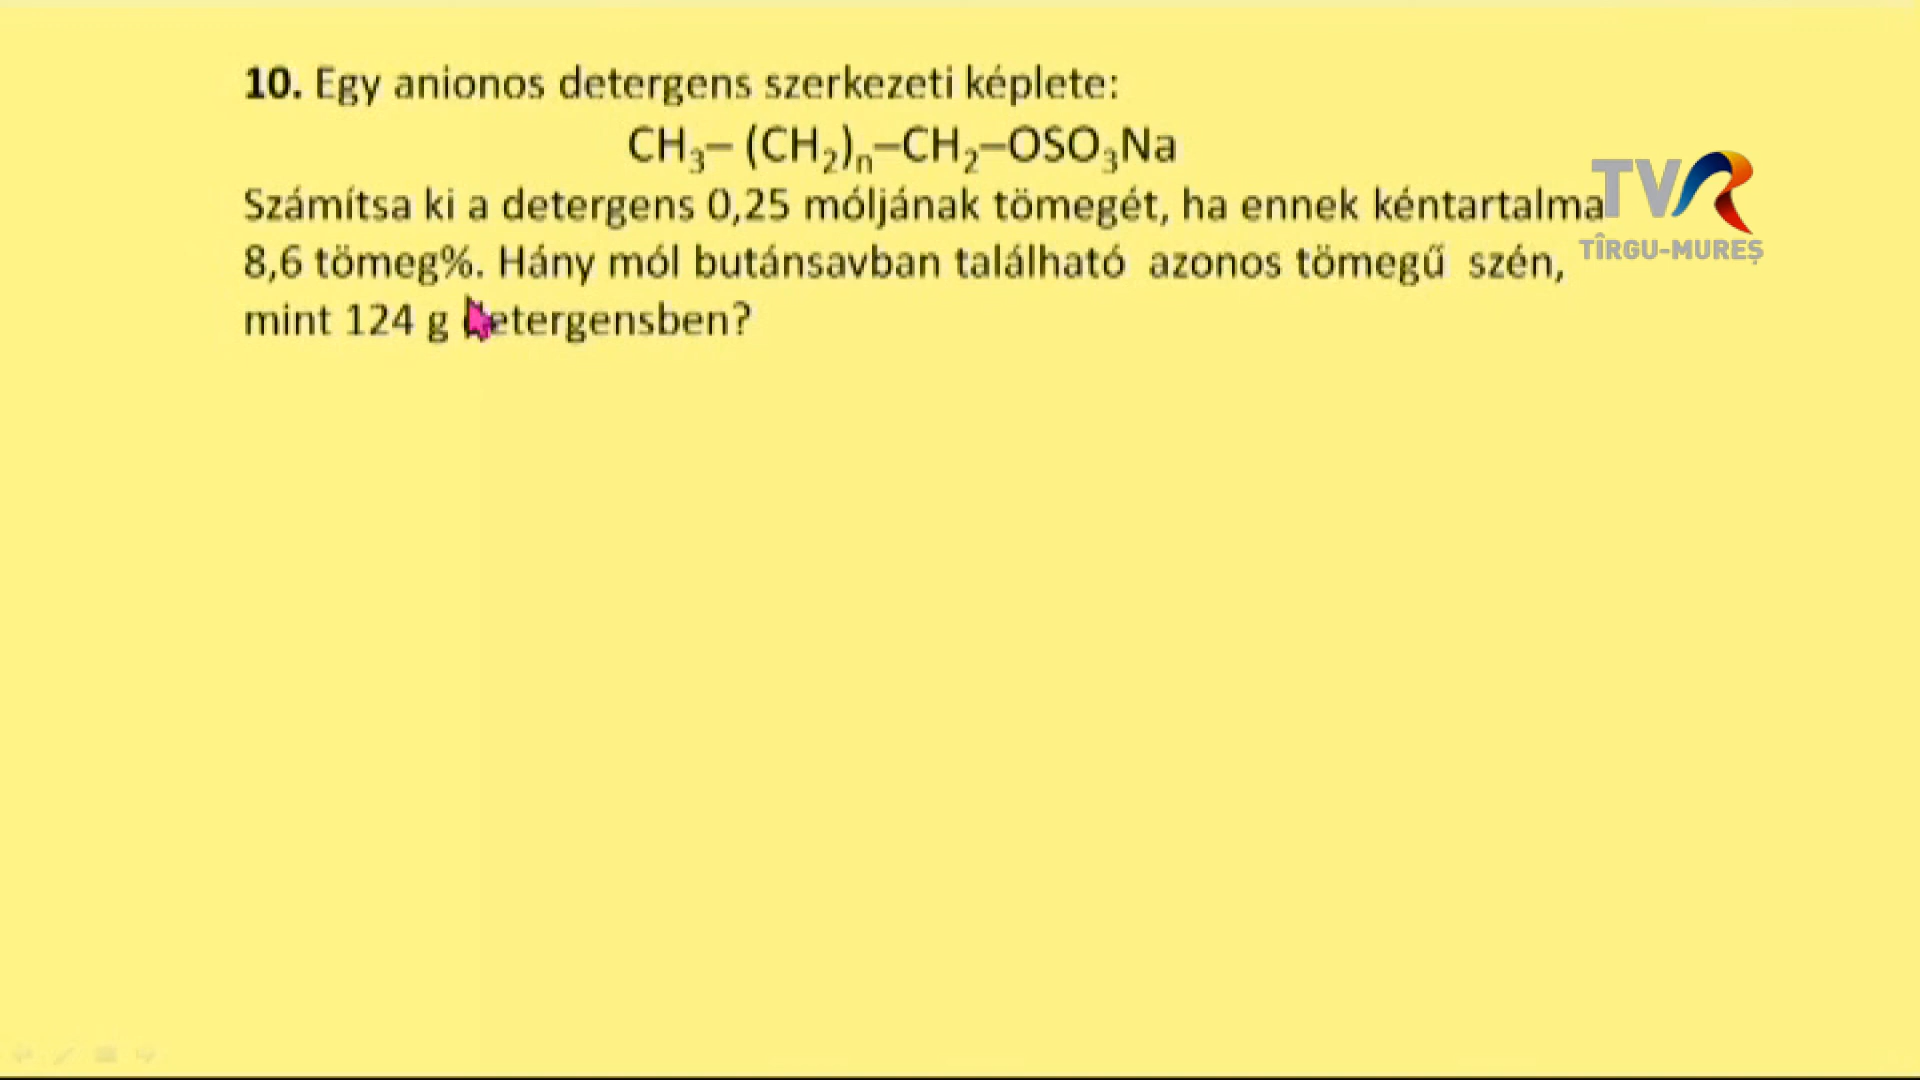 10. Egy anionos detergens szerkezeti képlete:
CH₃– (CH₂)ₙ–CH₂–OSO₃Na
Számítsa ki a detergens 0,25 móljának tömegét, ha ennek kéntartalma
8,6 tömeg%. Hány mól butánsavban található azonos tömegű szén,
mint 124 g detergensben?
TVR
TÎRGU-MUREȘ